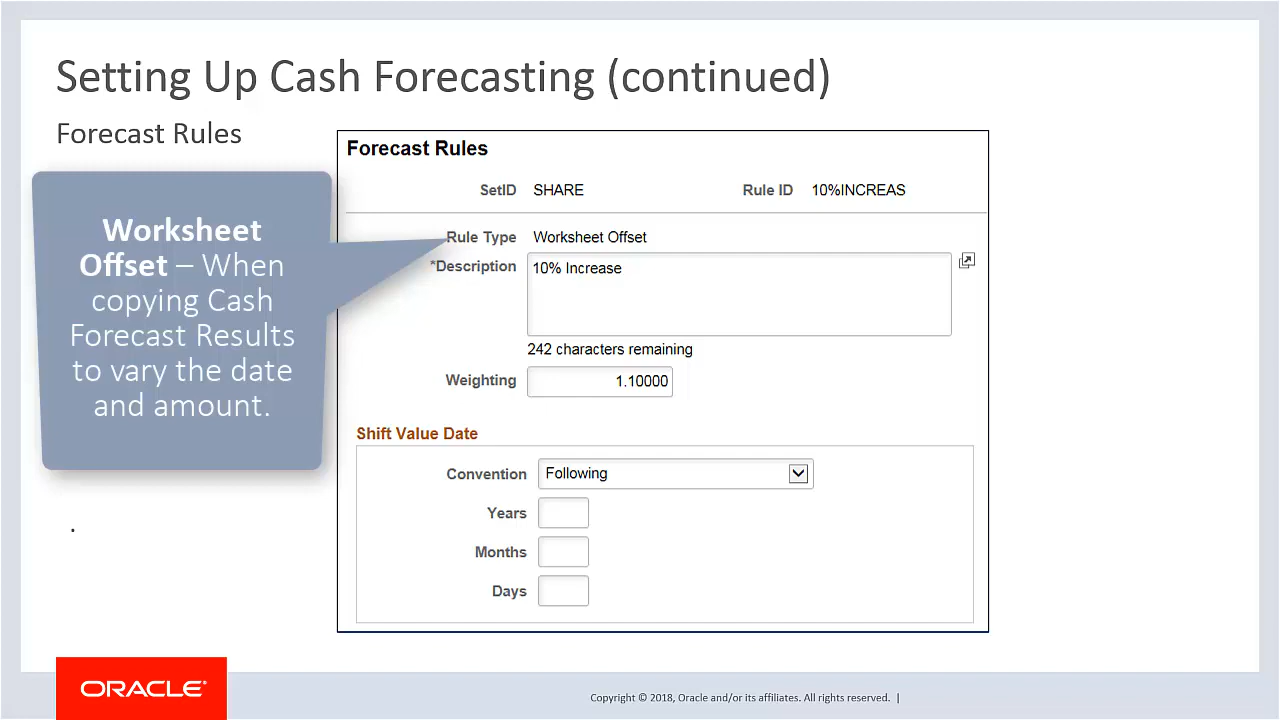 Setting Up Cash Forecasting (continued)
Forecast Rules
Worksheet
Offset – When
copying Cash
Forecast Results
to vary the date
and amount.
.
Forecast Rules
SetID SHARE Rule ID 10%INCREAS
Rule Type Worksheet Offset
*Description 10% Increase
242 characters remaining
Weighting 1.10000
Shift Value Date
Convention Following
Years
Months
Days
ORACLE®
Copyright © 2018, Oracle and/or its affiliates. All rights reserved. |